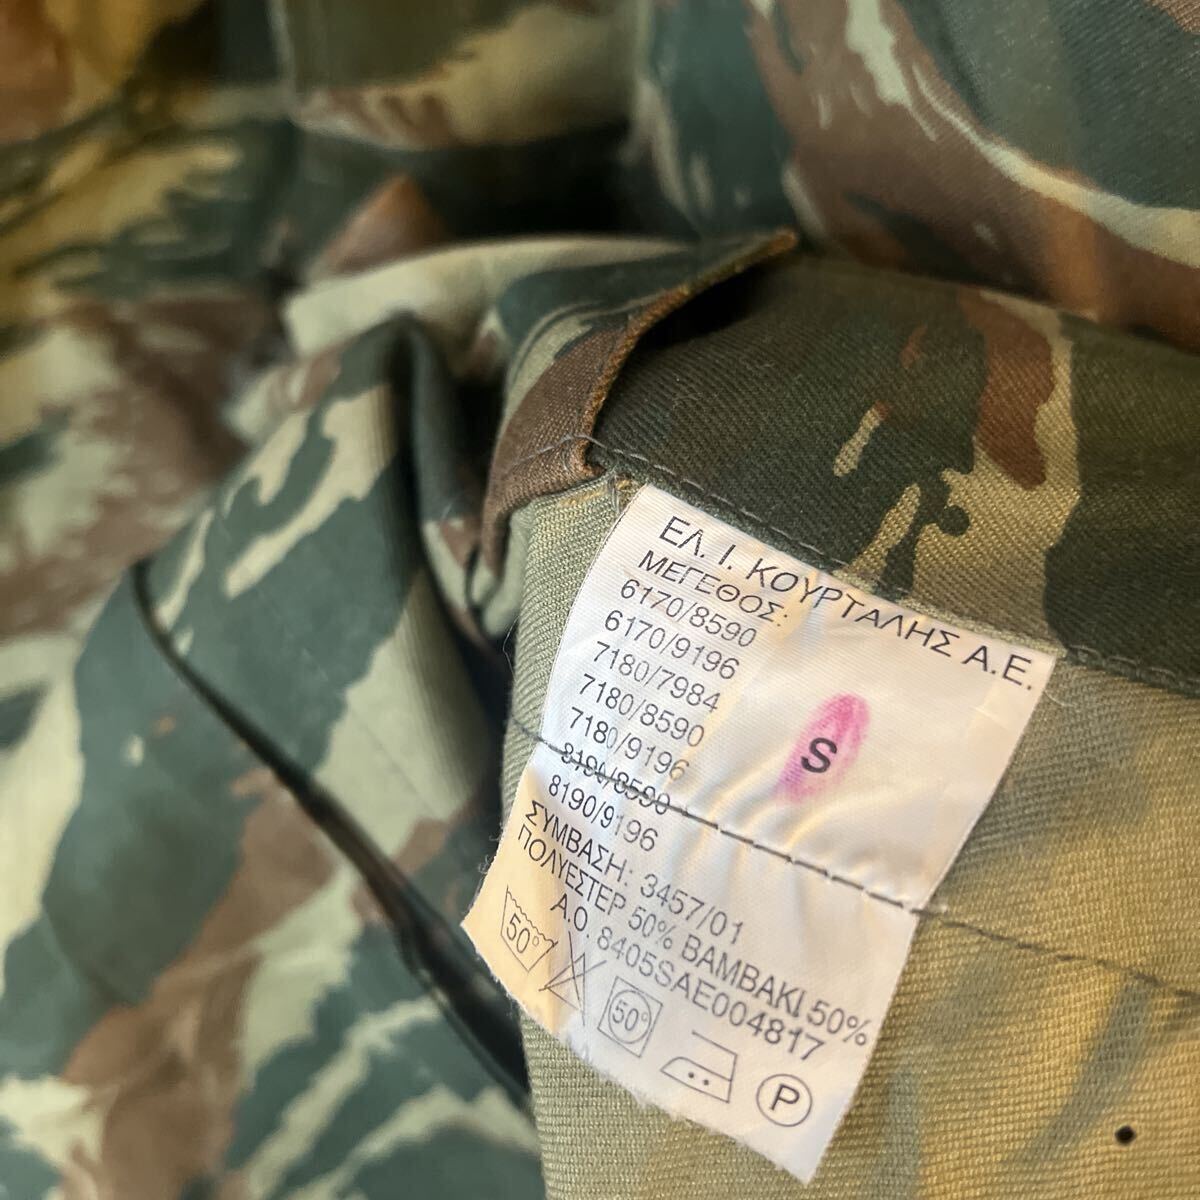 ΕΛ. Ι. ΚΟΥΡΤΑΛΗΣ Α.Ε.
ΜΕΓΕΘΟΣ:
6170/8590
6170/9196
7180/7984
7180/8590
7180/9196
8190/8590
8190/9196
S
ΣΥΜΒΑΣΗ: 3457/01
ΠΟΛΥΕΣΤΕΡ 50% ΒΑΜΒΑΚΙ 50%
Α.Ο. 8405SAE004817
50° 50° P